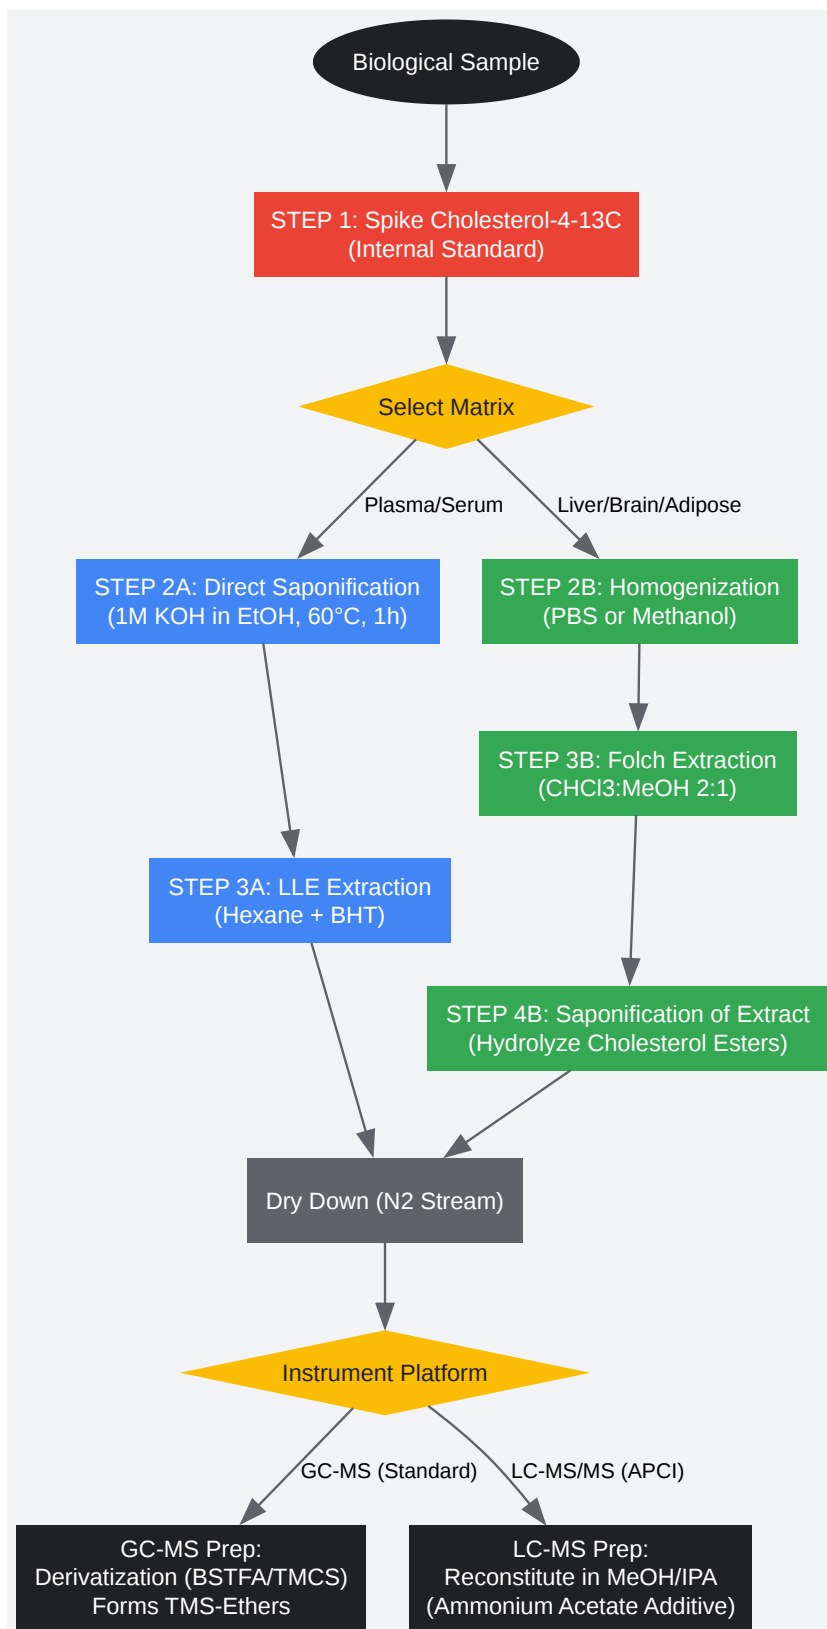 Biological Sample
STEP 1: Spike Cholesterol-4-13C
(Internal Standard)
Select Matrix
Plasma/Serum
Liver/Brain/Adipose
STEP 2A: Direct Saponification
(1M KOH in EtOH, 60°C, 1h)
STEP 2B: Homogenization
(PBS or Methanol)
STEP 3B: Folch Extraction
(CHCl3:MeOH 2:1)
STEP 3A: LLE Extraction
(Hexane + BHT)
STEP 4B: Saponification of Extract
(Hydrolyze Cholesterol Esters)
Dry Down (N2 Stream)
Instrument Platform
GC-MS (Standard)
LC-MS/MS (APCI)
GC-MS Prep:
Derivatization (BSTFA/TMCS)
Forms TMS-Ethers
LC-MS Prep:
Reconstitute in MeOH/IPA
(Ammonium Acetate Additive)